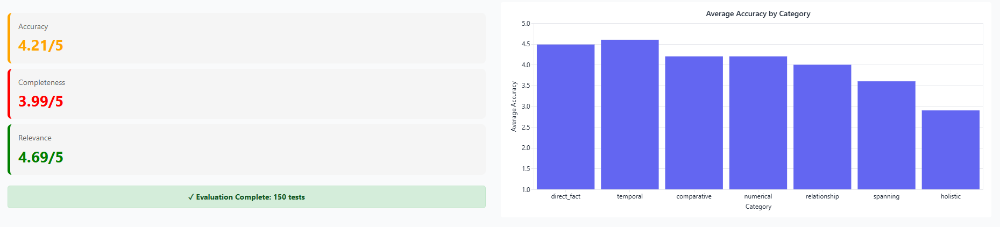 Accuracy
4.21/5
Completeness
3.99/5
Relevance
4.69/5
✓ Evaluation Complete: 150 tests
Average Accuracy by Category
5.0
4.5
4.0
3.5
3.0
2.5
2.0
1.5
1.0
Average Accuracy
direct_fact temporal comparative numerical relationship spanning holistic
Category